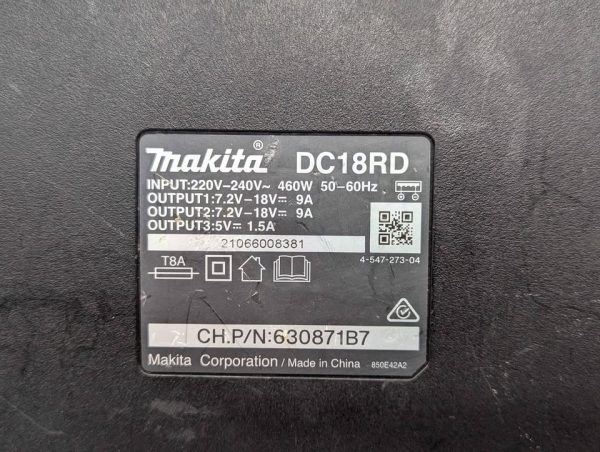 makita® DC18RD
INPUT:220V–240V~ 460W 50–60Hz
OUTPUT1:7.2V–18V⎓ 9A
OUTPUT2:7.2V–18V⎓ 9A
OUTPUT3:5V⎓ 1.5A
21066008381
4-547-273-04
T8A
CH.P/N:630871B7
Makita Corporation / Made in China 850E42A2